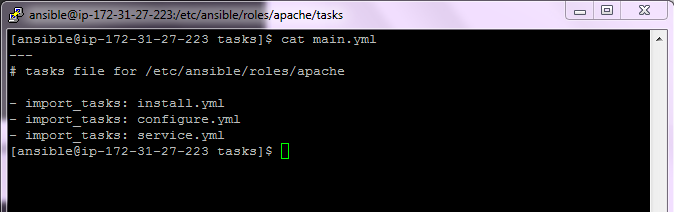 ansible@ip-172-31-27-223:/etc/ansible/roles/apache/tasks
[ansible@ip-172-31-27-223 tasks]$ cat main.yml
---
# tasks file for /etc/ansible/roles/apache
- import_tasks: install.yml
- import_tasks: configure.yml
- import_tasks: service.yml
[ansible@ip-172-31-27-223 tasks]$